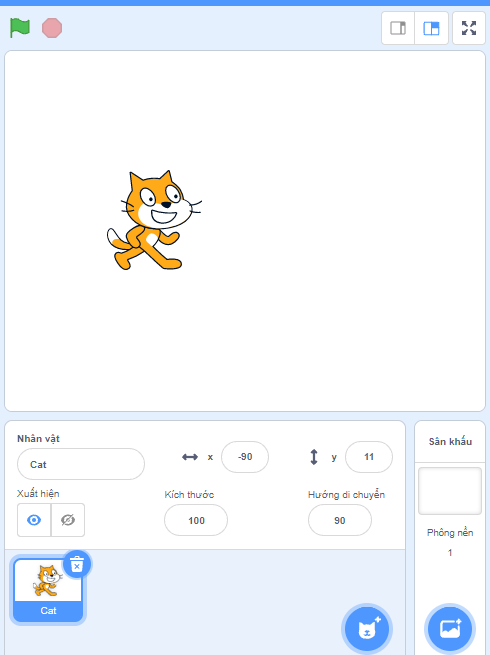 Nhân vật
Cat
x
-90
y
11
Xuất hiện
Kích thước
100
Hướng di chuyển
90
Cat
Sân khấu
Phông nền
1